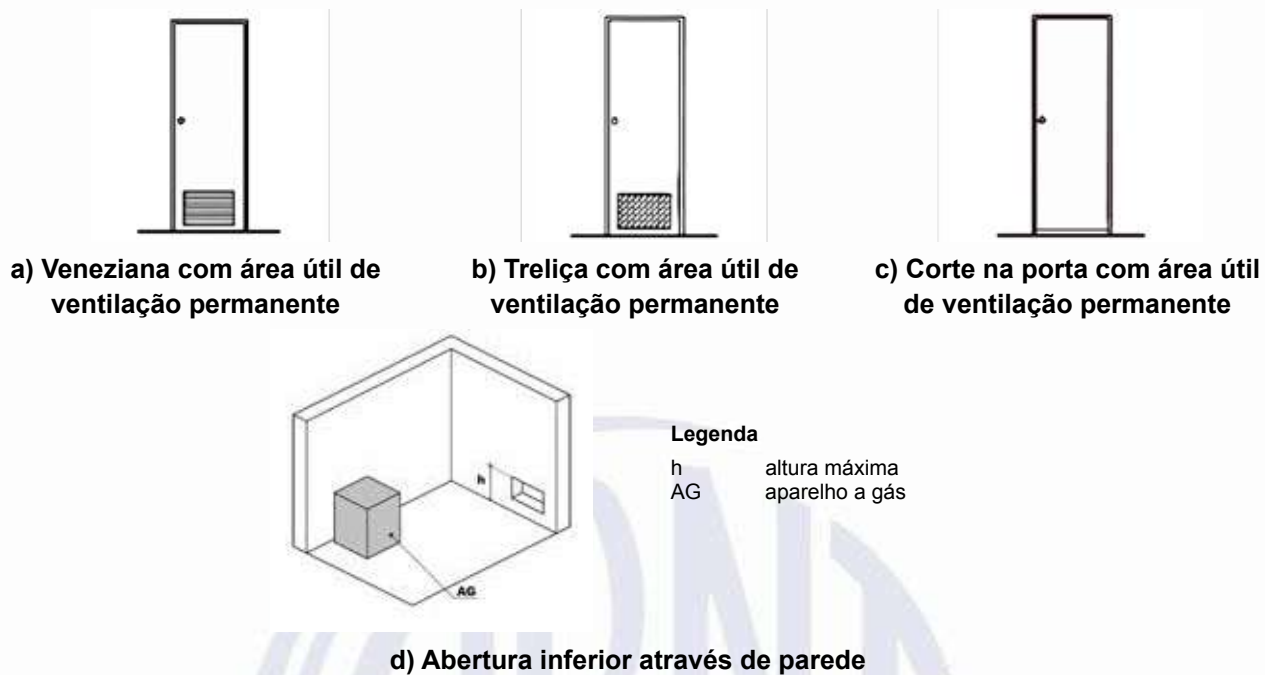 a) Veneziana com área útil de
ventilação permanente
b) Treliça com área útil de
ventilação permanente
c) Corte na porta com área útil
de ventilação permanente
h
AG
Legenda
h altura máxima
AG aparelho a gás
d) Abertura inferior através de parede